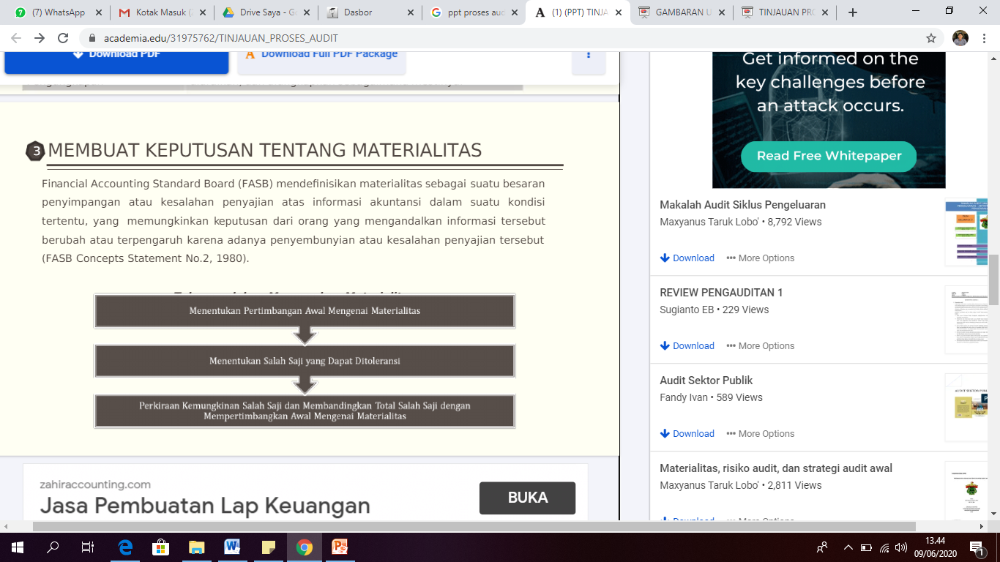 (7) WhatsApp
Kotak Masuk (
Drive Saya - G
Dasbor
ppt proses aud
(1) (PPT) TINJA
GAMBARAN U
TINJAUAN PRO
academia.edu/31975762/TINJAUAN_PROSES_AUDIT
Download PDF
Download Full PDF Package
Get informed on the
key challenges before
an attack occurs.
Read Free Whitepaper
3 MEMBUAT KEPUTUSAN TENTANG MATERIALITAS
Financial Accounting Standard Board (FASB) mendefinisikan materialitas sebagai suatu besaran
penyimpangan atau kesalahan penyajian atas informasi akuntansi dalam suatu kondisi
tertentu, yang memungkinkan keputusan dari orang yang mengandalkan informasi tersebut
berubah atau terpengaruh karena adanya penyembunyian atau kesalahan penyajian tersebut
(FASB Concepts Statement No.2, 1980).
Menentukan Pertimbangan Awal Mengenai Materialitas
Menentukan Salah Saji yang Dapat Ditoleransi
Perkiraan Kemungkinan Salah Saji dan Membandingkan Total Salah Saji dengan
Mempertimbangkan Awal Mengenai Materialitas
zahiraccounting.com
Jasa Pembuatan Lap Keuangan
BUKA
Makalah Audit Siklus Pengeluaran
Maxyanus Taruk Lobo' • 8,792 Views
Download ••• More Options
REVIEW PENGAUDITAN 1
Sugianto EB • 229 Views
Download ••• More Options
Audit Sektor Publik
Fandy Ivan • 589 Views
Download ••• More Options
Materialitas, risiko audit, dan strategi audit awal
Maxyanus Taruk Lobo' • 2,811 Views
Download ••• More Options
13.44
09/06/2020
1